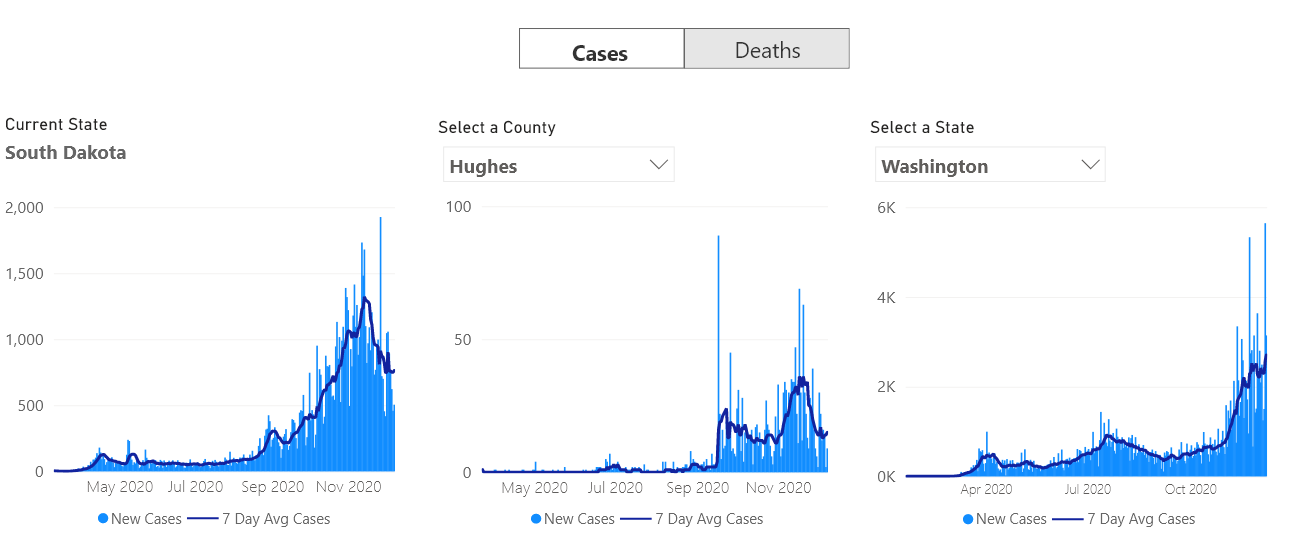 Cases
Deaths
Current State
South Dakota
2,000
1,500
1,000
500
0
May 2020 Jul 2020 Sep 2020 Nov 2020
New Cases 7 Day Avg Cases
Select a County
Hughes
100
50
0
May 2020 Jul 2020 Sep 2020 Nov 2020
New Cases 7 Day Avg Cases
Select a State
Washington
6K
4K
2K
0K
Apr 2020 Jul 2020 Oct 2020
New Cases 7 Day Avg Cases